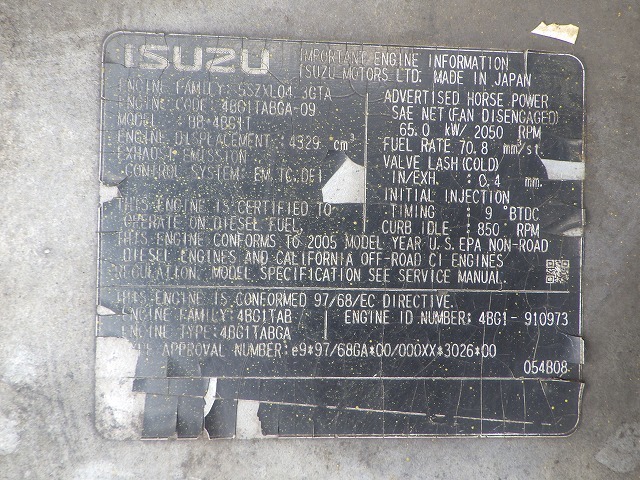 ISUZU
IMPORTANT ENGINE INFORMATION
ISUZU MOTORS LTD. MADE IN JAPAN
ENGINE FAMILY: 5SZXL04.3GTA
ENGINE CODE: 4BG1TABGA-09
MODEL : BB-4BG1T
ENGINE DISPLACEMENT: 4329 cm³
EXHAUST EMISSION
CONTROL SYSTEM: EM,TC,DFI
THIS ENGINE IS CERTIFIED TO
OPERATE ON DIESEL FUEL.
ADVERTISED HORSE POWER
SAE NET(FAN DISENGAGED)
65.0 kW/ 2050 RPM
FUEL RATE 70.8 mm³/st.
VALVE LASH(COLD)
IN/EXH. : 0.4 mm.
INITIAL INJECTION
TIMING : 9 °BTDC
CURB IDLE: 850 RPM
THIS ENGINE CONFORMS TO 2005 MODEL YEAR U.S.EPA NON-ROAD
DIESEL ENGINES AND CALIFORNIA OFF-ROAD CI ENGINES
REGULATION. MODEL SPECIFICATION SEE SERVICE MANUAL.
THIS ENGINE IS CONFORMED 97/68/EC DIRECTIVE.
ENGINE FAMILY: 4BG1TAB ENGINE ID NUMBER: 4BG1- 910973
ENGINE TYPE: 4BG1TABGA
APPROVAL NUMBER: e9*97/68GA*00/000XX*3026*00
054B08